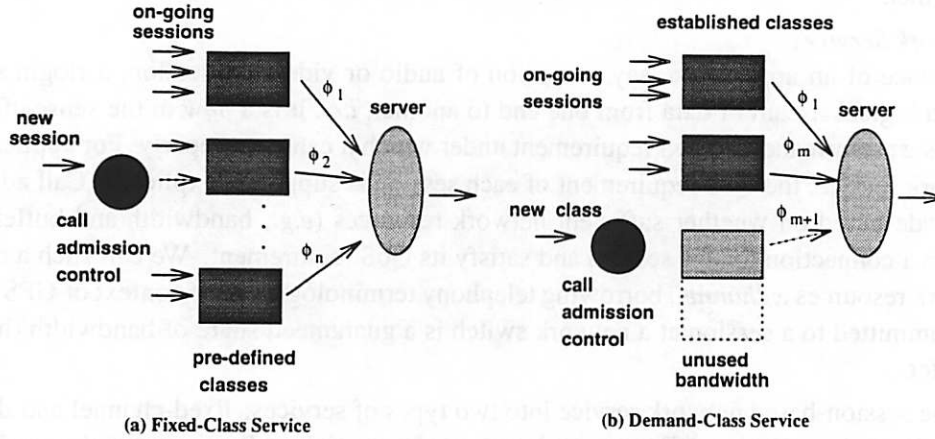 on-going
sessions
ϕ1
server
new
session
ϕ2
call
admission
control
ϕn
pre-defined
classes
(a) Fixed-Class Service
established classes
on-going
sessions
ϕ1
server
ϕm
new class
ϕm+1
call
admission
control
unused
bandwidth
(b) Demand-Class Service